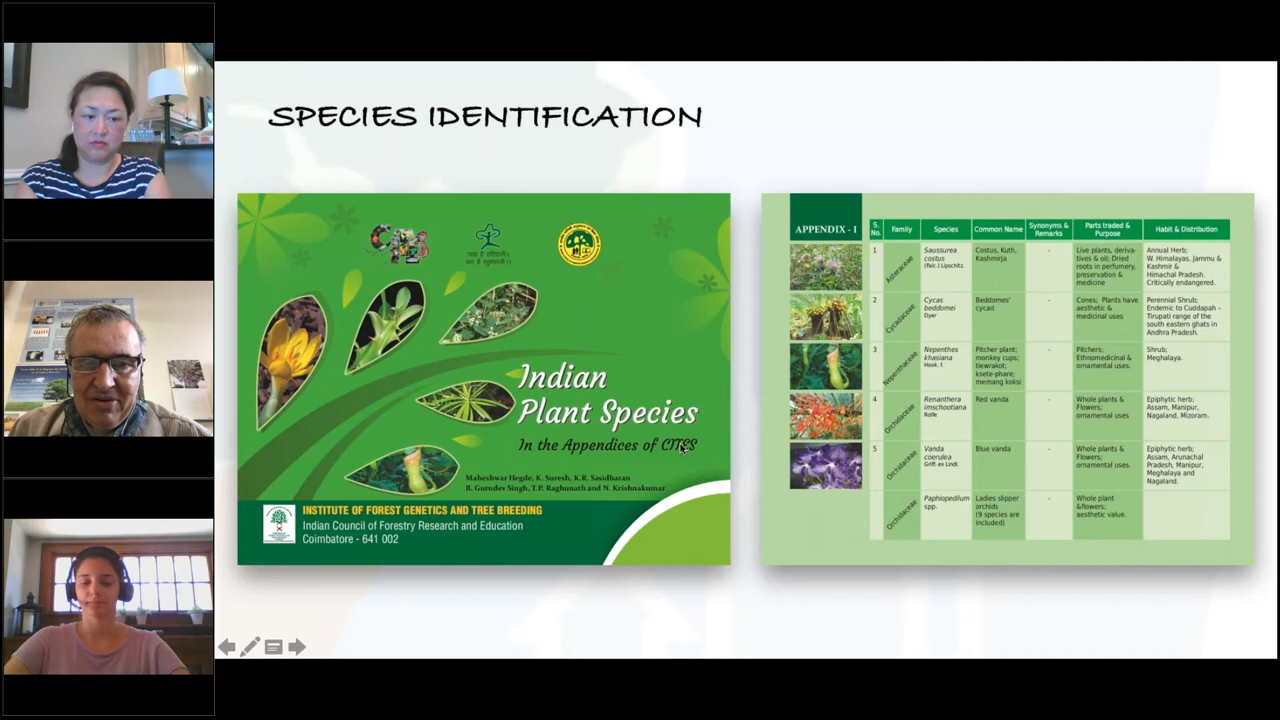 SPECIES IDENTIFICATION
CITES
Indian
Plant Species
In the Appendices of CITES
Maheshwar Hegde, K. Suresh, K.R. Sasidharan
B. Gurudev Singh, T.P. Raghunath and N. Krishnakumar
INSTITUTE OF FOREST GENETICS AND TREE BREEDING
Indian Council of Forestry Research and Education
Coimbatore - 641 002
APPENDIX - I
S. No.
Family
Species
Common Name
Synonyms & Remarks
Parts traded & Purpose
Habit & Distribution
1
Asteraceae
Saussurea
costus
(Falc.) Lipschitz.
Costus, Kuth,
Kashmirja
-
Live plants, deriva-
tives & oil; Dried
roots in perfumery,
preservation &
medicine
Annual Herb;
W. Himalayas, Jammu &
Kashmir &
Himachal Pradesh.
Critically endangered.
2
Cycadaceae
Cycas
beddomei
Dyer
Beddomes'
cycad
-
Cones; Plants have
aesthetic &
medicinal uses
Perennial Shrub;
Endemic to Cuddapah –
Tirupati range of the
south eastern ghats in
Andhra Pradesh.
3
Nepenthaceae
Nepenthes
khasiana
Hook. f.
Pitcher plant;
monkey cups;
tiewrakot;
ksete-phare;
memang koksi
-
Pitchers;
Ethnomedicinal &
ornamental uses.
Shrub;
Meghalaya.
4
Orchidaceae
Renanthera
imschootiana
Rolfe
Red vanda
-
Whole plants &
Flowers;
ornamental uses
Epiphytic herb;
Assam, Manipur,
Nagaland, Mizoram.
5
Orchidaceae
Vanda
coerulea
Griff. ex Lindl.
Blue vanda
-
Whole plants &
Flowers;
ornamental uses.
Epiphytic herb;
Assam, Arunachal
Pradesh, Manipur,
Meghalaya and
Nagaland.
Orchidaceae
Paphiopedilum
spp.
Ladies slipper
orchids
(9 species are
included)
-
Whole plant
&flowers;
aesthetic value.